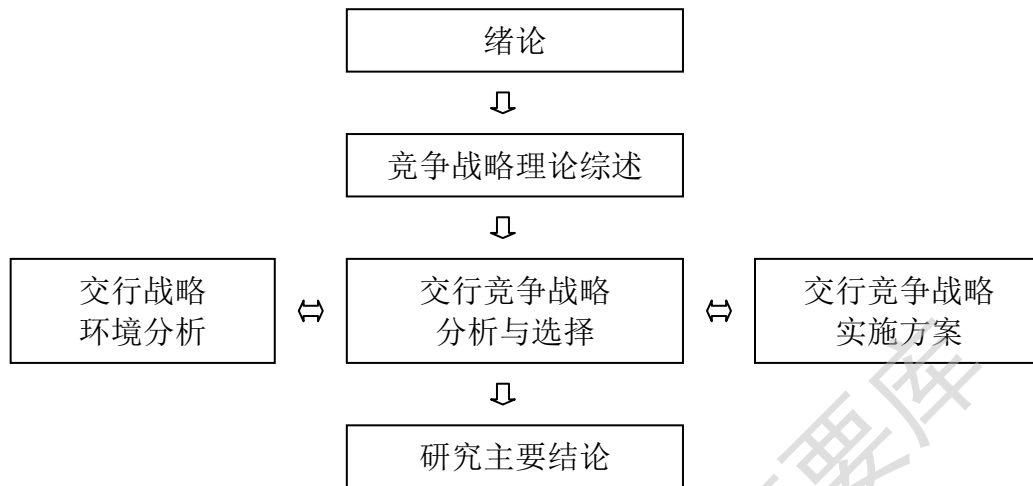 绪论
竞争战略理论综述
交行战略
环境分析
交行竞争战略
分析与选择
交行竞争战略
实施方案
研究主要结论
要库